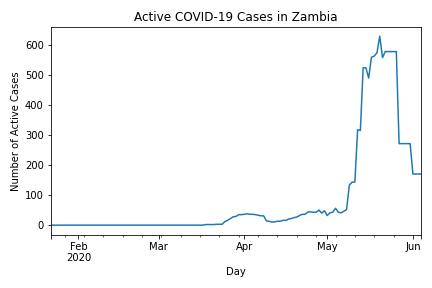 Active COVID-19 Cases in Zambia
Number of Active Cases
600
500
400
300
200
100
0
Feb
2020
Mar
Apr
May
Jun
Day